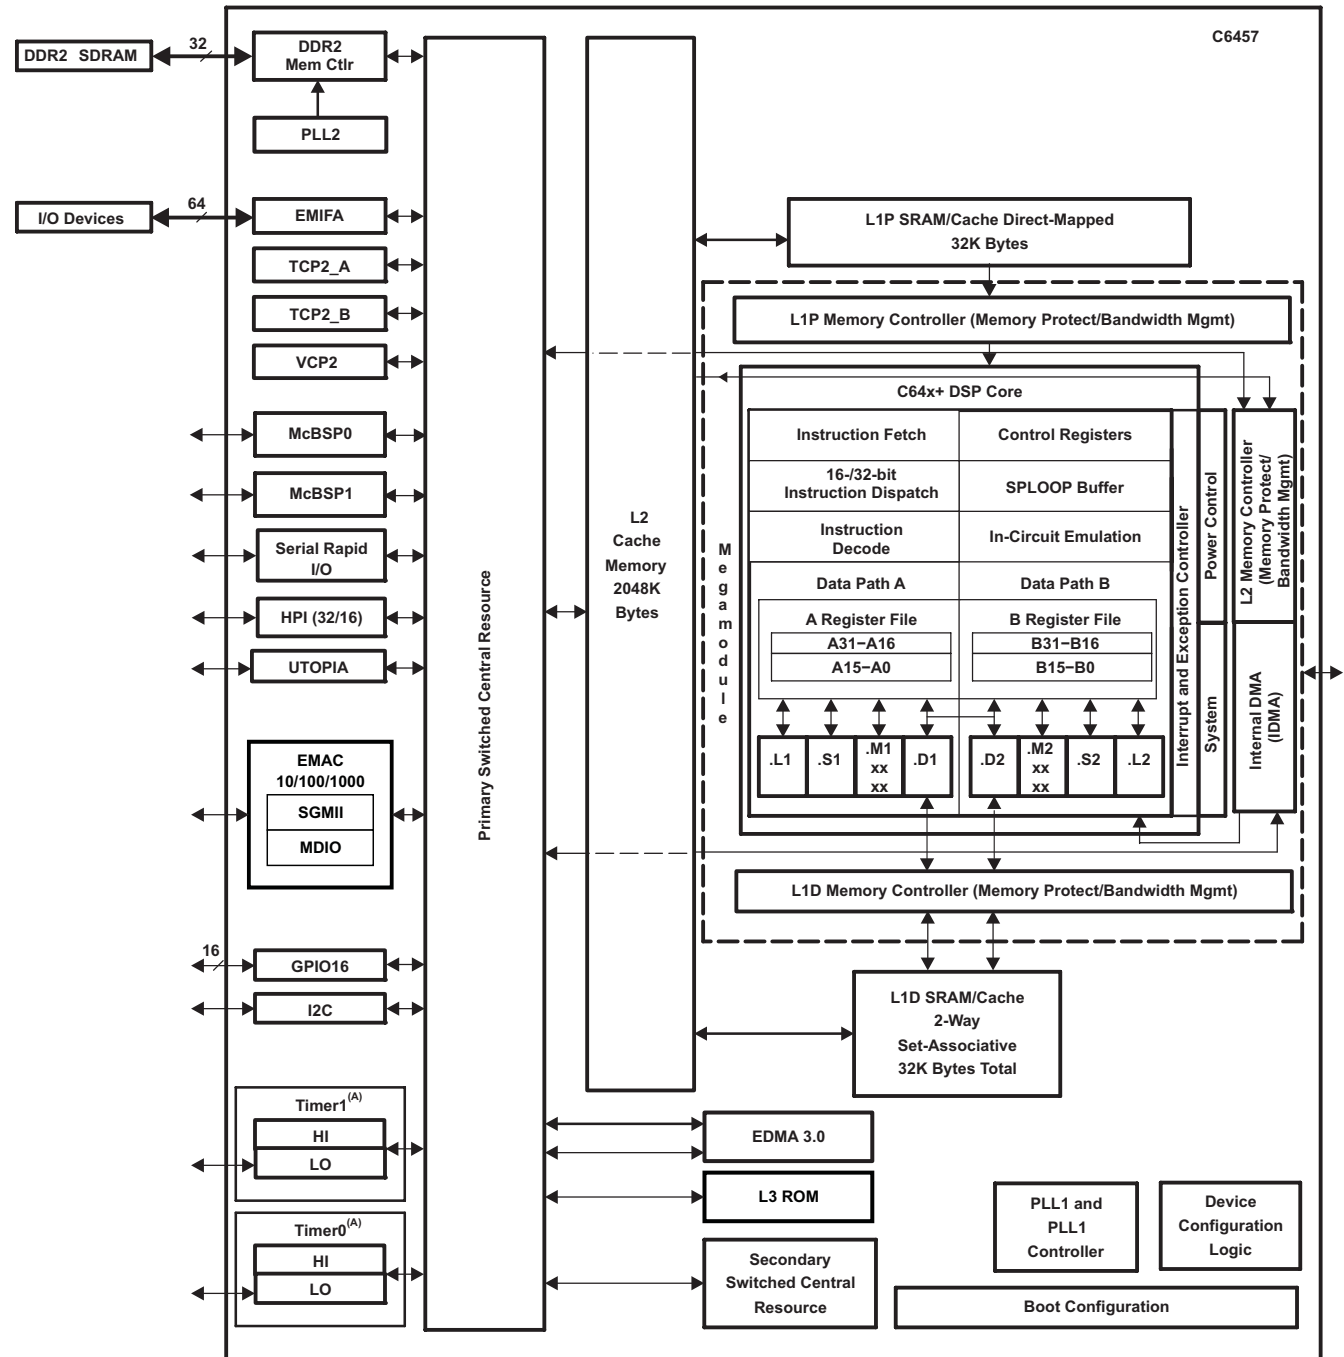 C6457
DDR2 SDRAM
32
DDR2
Mem Ctlr
PLL2
I/O Devices
64
EMIFA
TCP2_A
TCP2_B
VCP2
McBSP0
McBSP1
Serial Rapid
I/O
HPI (32/16)
UTOPIA
EMAC
10/100/1000
SGMII
MDIO
16
GPIO16
I2C
Timer1(A)
HI
LO
Timer0(A)
HI
LO
Primary Switched Central Resource
L2
Cache
Memory
2048K
Bytes
L1P SRAM/Cache Direct-Mapped
32K Bytes
L1P Memory Controller (Memory Protect/Bandwidth Mgmt)
Megamodule
C64x+ DSP Core
Instruction Fetch
Control Registers
16-/32-bit
Instruction Dispatch
SPLOOP Buffer
Instruction
Decode
In-Circuit Emulation
Data Path A
Data Path B
A Register File
B Register File
A31−A16
B31−B16
A15−A0
B15−B0
.L1
.S1
.M1
xx
xx
.D1
.D2
.M2
xx
xx
.S2
.L2
Interrupt and Exception Controller
Power Control
System
L2 Memory Controller
(Memory Protect/
Bandwidth Mgmt)
Internal DMA
(IDMA)
L1D Memory Controller (Memory Protect/Bandwidth Mgmt)
L1D SRAM/Cache
2-Way
Set-Associative
32K Bytes Total
EDMA 3.0
L3 ROM
Secondary
Switched Central
Resource
PLL1 and
PLL1
Controller
Device
Configuration
Logic
Boot Configuration